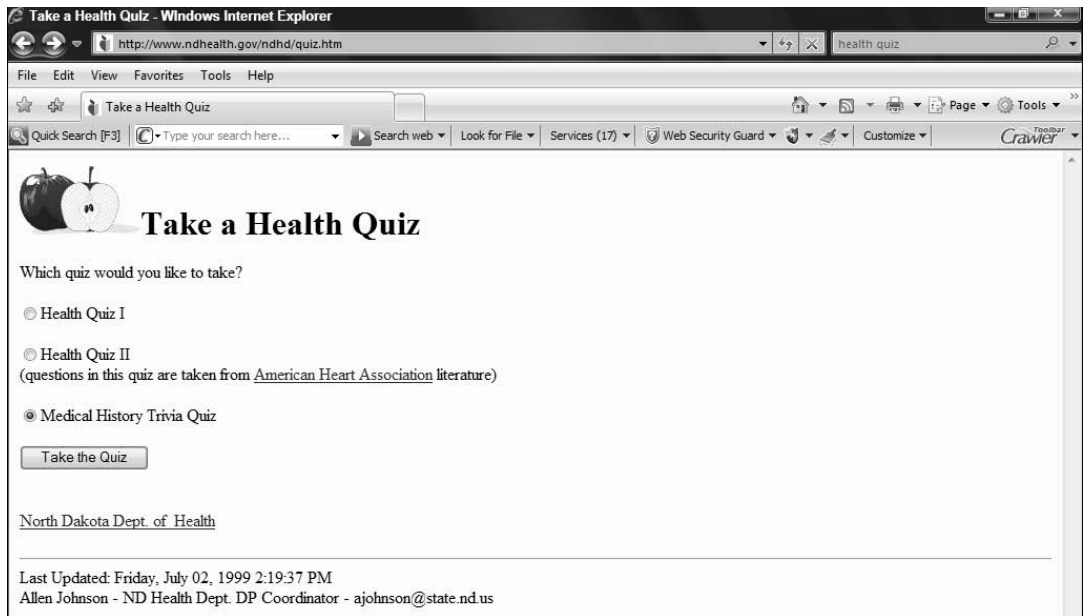 Take a Health Quiz - Windows Internet Explorer
http://www.ndhealth.gov/ndhd/quiz.htm
health quiz
File Edit View Favorites Tools Help
Take a Health Quiz
Page Tools
Quick Search [F3] Type your search here... Search web Look for File Services (17) Web Security Guard Customize Crawler Toolbar
Take a Health Quiz
Which quiz would you like to take?
Health Quiz I
Health Quiz II
(questions in this quiz are taken from American Heart Association literature)
Medical History Trivia Quiz
Take the Quiz
North Dakota Dept. of Health
Last Updated: Friday, July 02, 1999 2:19:37 PM
Allen Johnson - ND Health Dept. DP Coordinator - ajohnson@state.nd.us